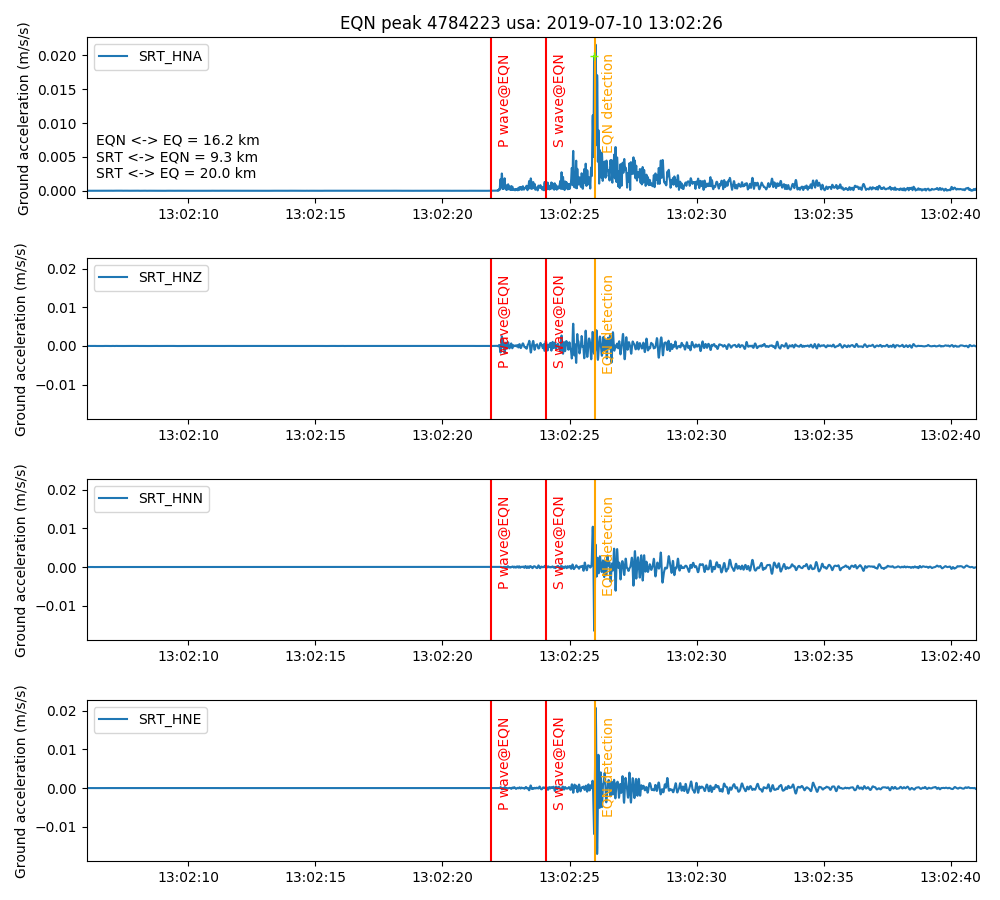 EQN peak 4784223 usa: 2019-07-10 13:02:26
Ground acceleration (m/s/s)
0.020
0.015
0.010
0.005
0.000
SRT_HNA
EQN <-> EQ = 16.2 km
SRT <-> EQN = 9.3 km
SRT <-> EQ = 20.0 km
P wave@EQN
S wave@EQN
EQN detection
13:02:10 13:02:15 13:02:20 13:02:25 13:02:30 13:02:35 13:02:40
Ground acceleration (m/s/s)
0.02
0.01
0.00
−0.01
SRT_HNZ
P wave@EQN
S wave@EQN
EQN detection
13:02:10 13:02:15 13:02:20 13:02:25 13:02:30 13:02:35 13:02:40
Ground acceleration (m/s/s)
0.02
0.01
0.00
−0.01
SRT_HNN
P wave@EQN
S wave@EQN
EQN detection
13:02:10 13:02:15 13:02:20 13:02:25 13:02:30 13:02:35 13:02:40
Ground acceleration (m/s/s)
0.02
0.01
0.00
−0.01
SRT_HNE
P wave@EQN
S wave@EQN
EQN detection
13:02:10 13:02:15 13:02:20 13:02:25 13:02:30 13:02:35 13:02:40